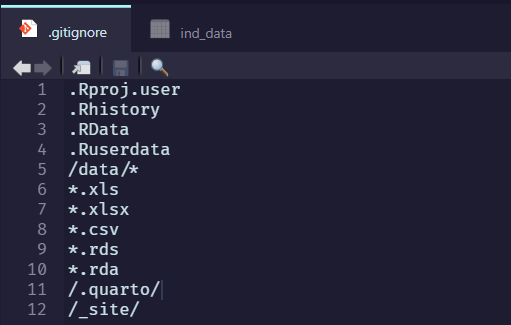 .gitignore ind_data
1 .Rproj.user
2 .Rhistory
3 .RData
4 .Ruserdata
5 /data/*
6 *.xls
7 *.xlsx
8 *.csv
9 *.rds
10 *.rda
11 /.quarto/
12 /_site/